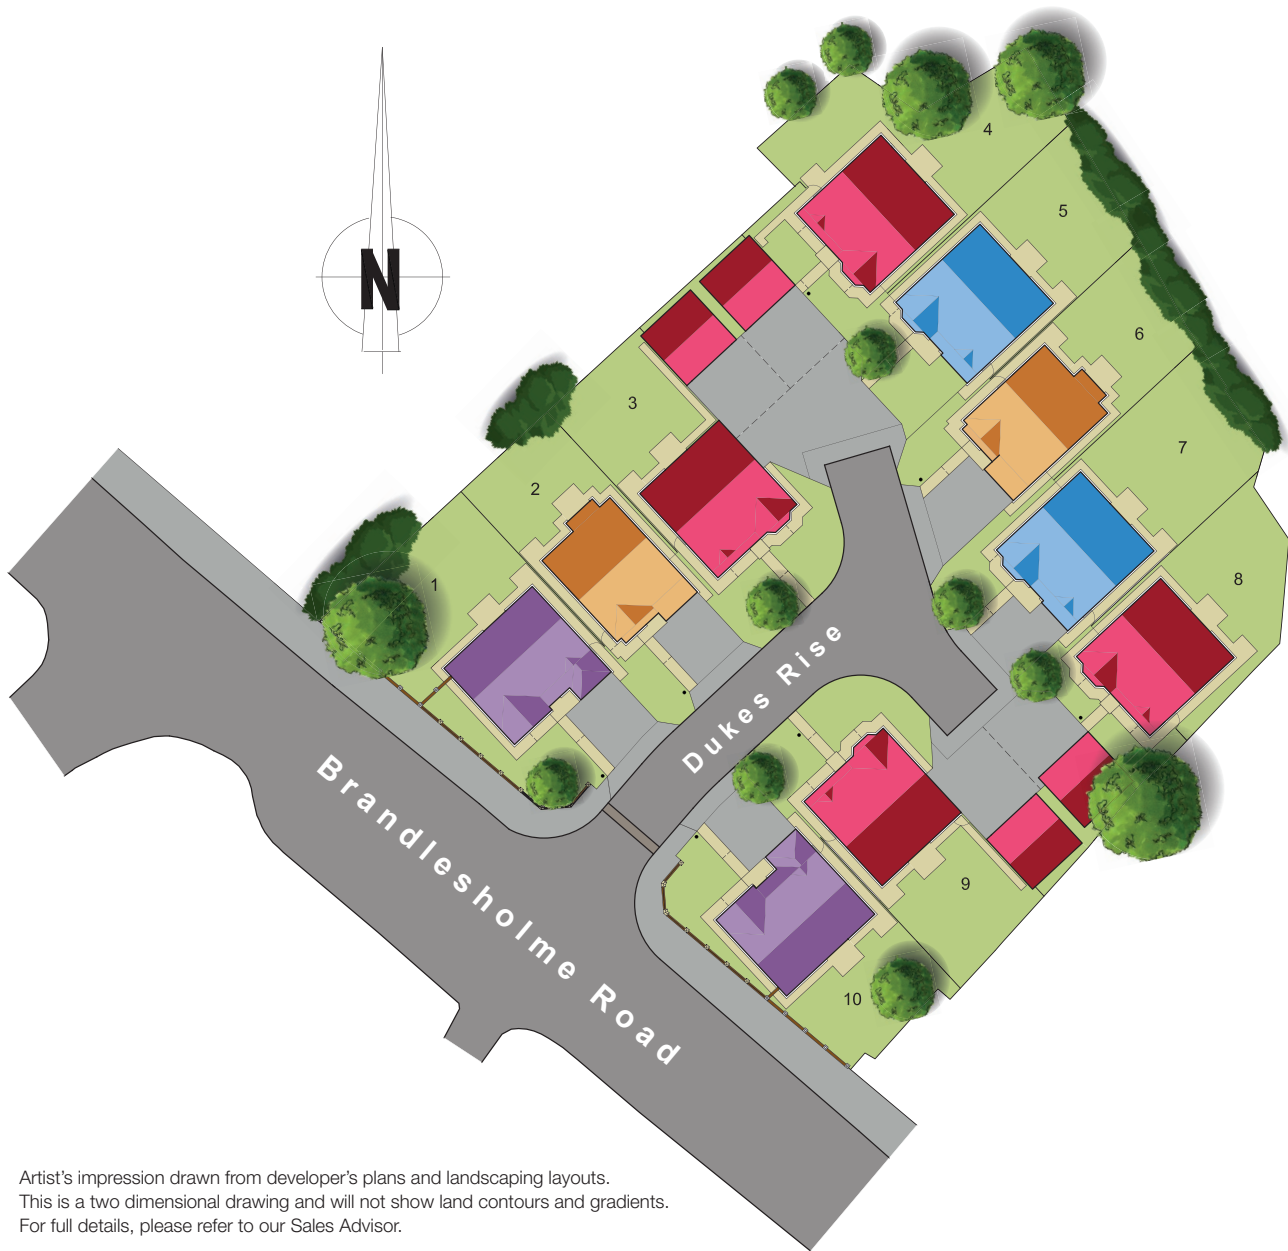 N
4
5
6
3
7
2
8
1
Dukes Rise
Brandlesholme Road
9
10
Artist's impression drawn from developer's plans and landscaping layouts.
This is a two dimensional drawing and will not show land contours and gradients.
For full details, please refer to our Sales Advisor.